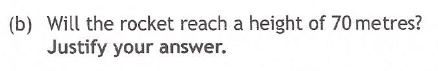 (b) Will the rocket reach a height of 70 metres?
Justify your answer.